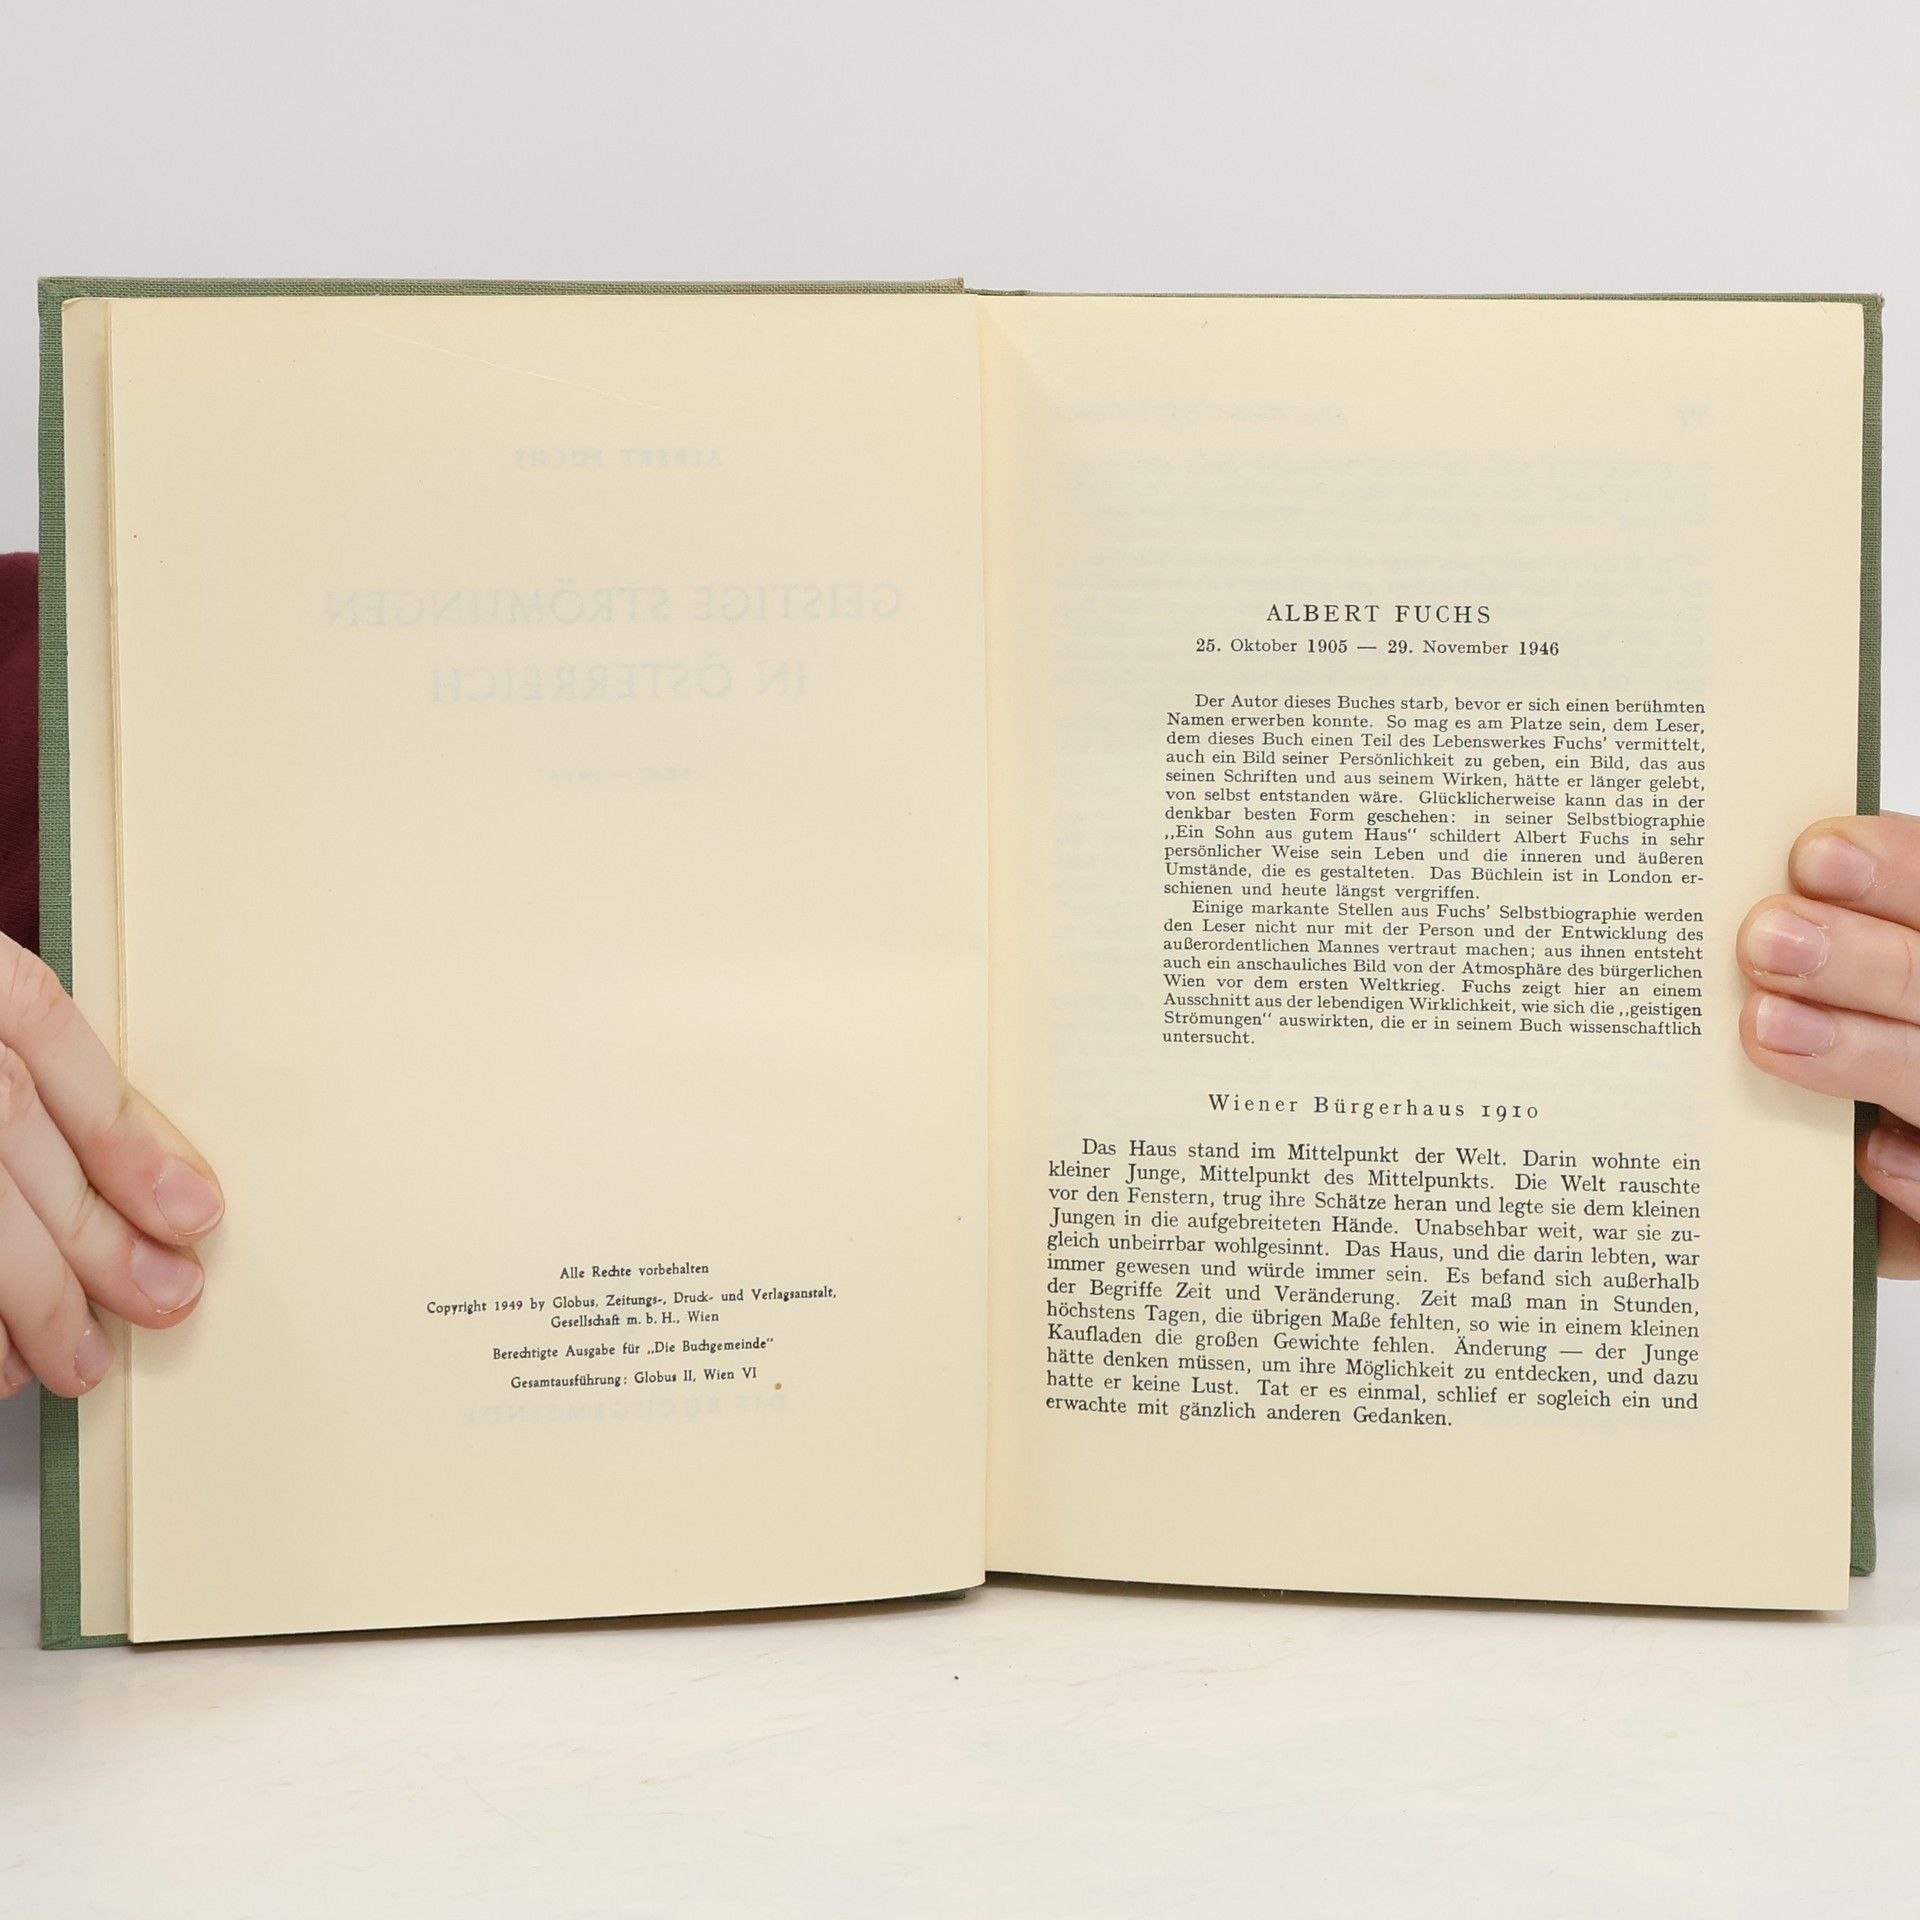 ALBERT FUCHS
GEISTIGE STRÖMUNGEN
IN ÖSTERREICH
Alle Rechte vorbehalten
Copyright 1949 by Globus, Zeitungs-, Druck- und Verlagsanstalt,
Gesellschaft m. b. H., Wien
Berechtigte Ausgabe für „Die Buchgemeinde“
Gesamtausführung: Globus II, Wien VI
DIE BUCHGEMEINDE
ALBERT FUCHS
25. Oktober 1905 — 29. November 1946
Der Autor dieses Buches starb, bevor er sich einen berühmten
Namen erwerben konnte. So mag es am Platze sein, dem Leser,
dem dieses Buch einen Teil des Lebenswerkes Fuchs’ vermittelt,
auch ein Bild seiner Persönlichkeit zu geben, ein Bild, das aus
seinen Schriften und aus seinem Wirken, hätte er länger gelebt,
von selbst entstanden wäre. Glücklicherweise kann das in der
denkbar besten Form geschehen: in seiner Selbstbiographie
„Ein Sohn aus gutem Haus“ schildert Albert Fuchs in sehr
persönlicher Weise sein Leben und die inneren und äußeren
Umstände, die es gestalteten. Das Büchlein ist in London er-
schienen und heute längst vergriffen.
Einige markante Stellen aus Fuchs’ Selbstbiographie werden
den Leser nicht nur mit der Person und der Entwicklung des
außerordentlichen Mannes vertraut machen; aus ihnen entsteht
auch ein anschauliches Bild von der Atmosphäre des bürgerlichen
Wien vor dem ersten Weltkrieg. Fuchs zeigt hier an einem
Ausschnitt aus der lebendigen Wirklichkeit, wie sich die „geistigen
Strömungen“ auswirkten, die er in seinem Buch wissenschaftlich
untersucht.
Wiener Bürgerhaus 1910
Das Haus stand im Mittelpunkt der Welt. Darin wohnte ein
kleiner Junge, Mittelpunkt des Mittelpunkts. Die Welt rauschte
vor den Fenstern, trug ihre Schätze heran und legte sie dem kleinen
Jungen in die aufgebreiteten Hände. Unabsehbar weit, war sie zu-
gleich unbeirrbar wohlgesinnt. Das Haus, und die darin lebten, war
immer gewesen und würde immer sein. Es befand sich außerhalb
der Begriffe Zeit und Veränderung. Zeit maß man in Stunden,
höchstens Tagen, die übrigen Maße fehlten, so wie in einem kleinen
Kaufladen die großen Gewichte fehlen. Änderung — der Junge
hätte denken müssen, um ihre Möglichkeit zu entdecken, und dazu
hatte er keine Lust. Tat er es einmal, schlief er sogleich ein und
erwachte mit gänzlich anderen Gedanken.